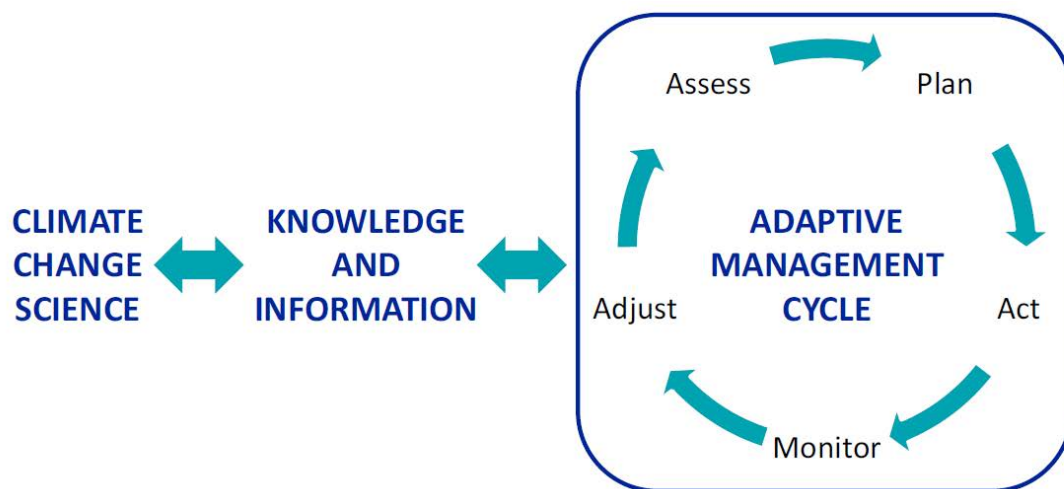 CLIMATE
CHANGE
SCIENCE
KNOWLEDGE
AND
INFORMATION
ADAPTIVE
MANAGEMENT
CYCLE
Assess
Plan
Act
Monitor
Adjust